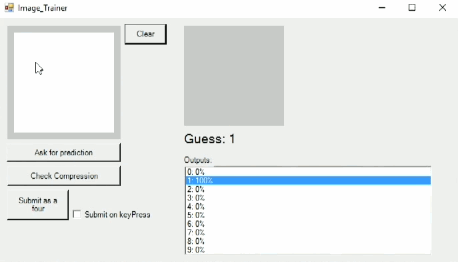 Image_Trainer
Clear
Guess: 1
Ask for prediction
Outputs:
0: 0%
Check Compression
1: 100%
2: 0%
3: 0%
Submit as a
four
4: 0%
Submit on keyPress
5: 0%
6: 0%
7: 0%
8: 0%
9: 0%